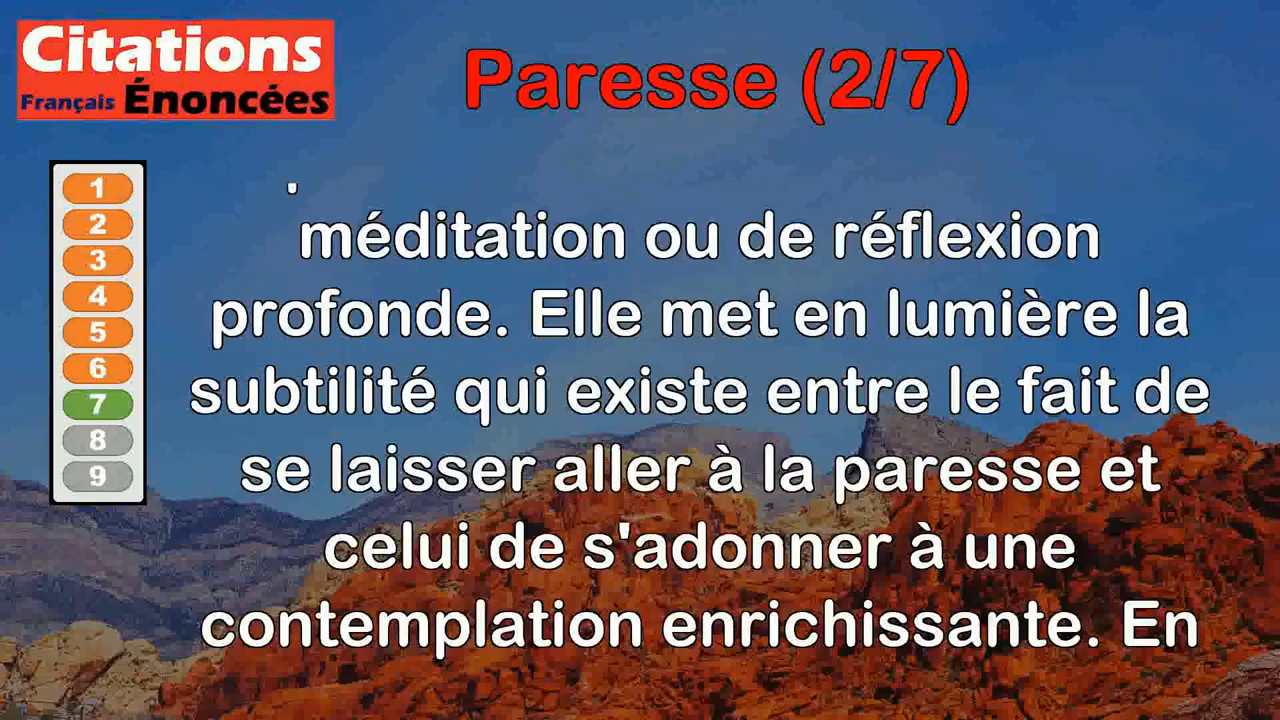 Citations
Français Énoncées
Paresse (2/7)
1
2
3
4
5
6
7
8
9
méditation ou de réflexion
profonde. Elle met en lumière la
subtilité qui existe entre le fait de
se laisser aller à la paresse et
celui de s'adonner à une
contemplation enrichissante. En